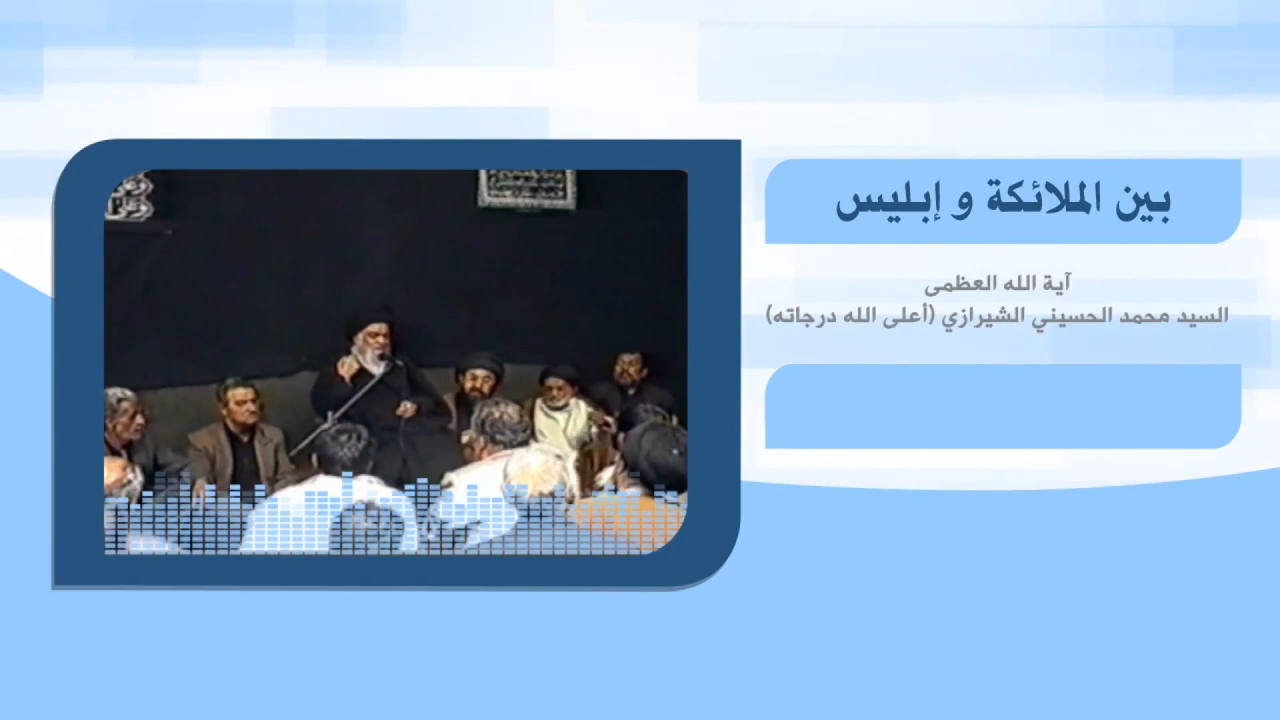 بين الملائكة و إبليس
آية الله العظمى
السيد محمد الحسيني الشيرازي (أعلى الله درجاته)